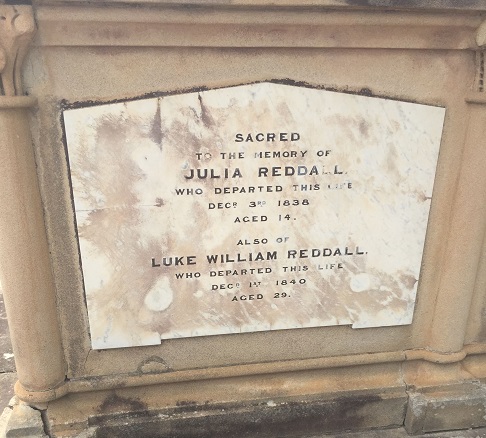 SACRED
TO THE MEMORY OF
JULIA REDDALL
WHO DEPARTED THIS LIFE
DECR 3RD 1838
AGED 14.
ALSO OF
LUKE WILLIAM REDDALL.
WHO DEPARTED THIS LIFE
DECR 1ST 1840
AGED 29.